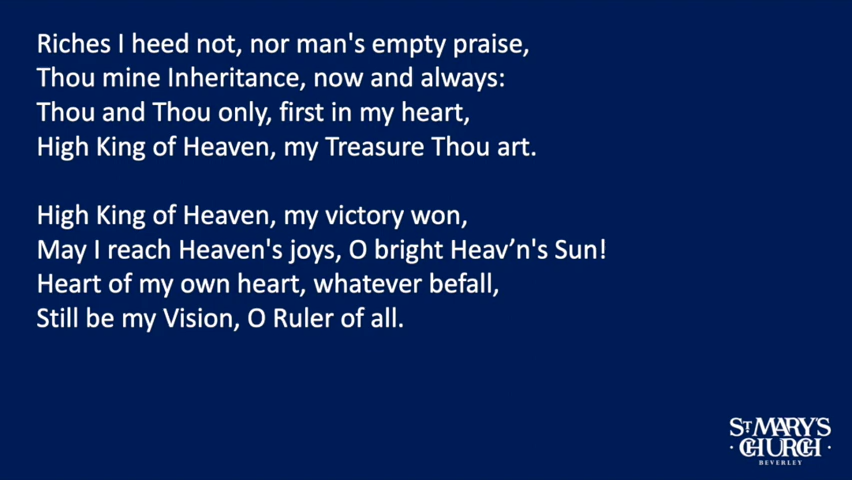 Riches I heed not, nor man's empty praise,
Thou mine Inheritance, now and always:
Thou and Thou only, first in my heart,
High King of Heaven, my Treasure Thou art.
High King of Heaven, my victory won,
May I reach Heaven's joys, O bright Heav’n's Sun!
Heart of my own heart, whatever befall,
Still be my Vision, O Ruler of all.
ST MARY'S
· CHURCH ·
BEVERLEY